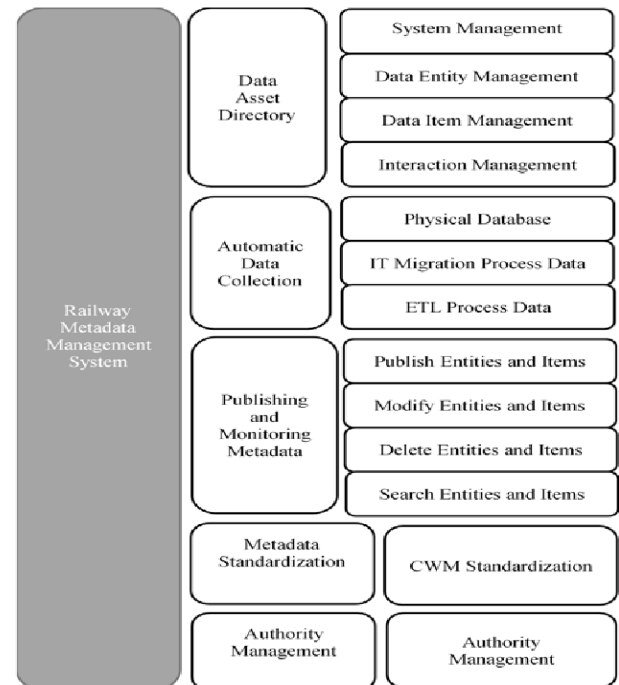 Railway
Metadata
Management
System
Data
Asset
Directory
System Management
Data Entity Management
Data Item Management
Interaction Management
Automatic
Data
Collection
Physical Database
IT Migration Process Data
ETL Process Data
Publishing
and
Monitoring
Metadata
Publish Entities and Items
Modify Entities and Items
Delete Entities and Items
Search Entities and Items
Metadata
Standardization
CWM Standardization
Authority
Management
Authority
Management